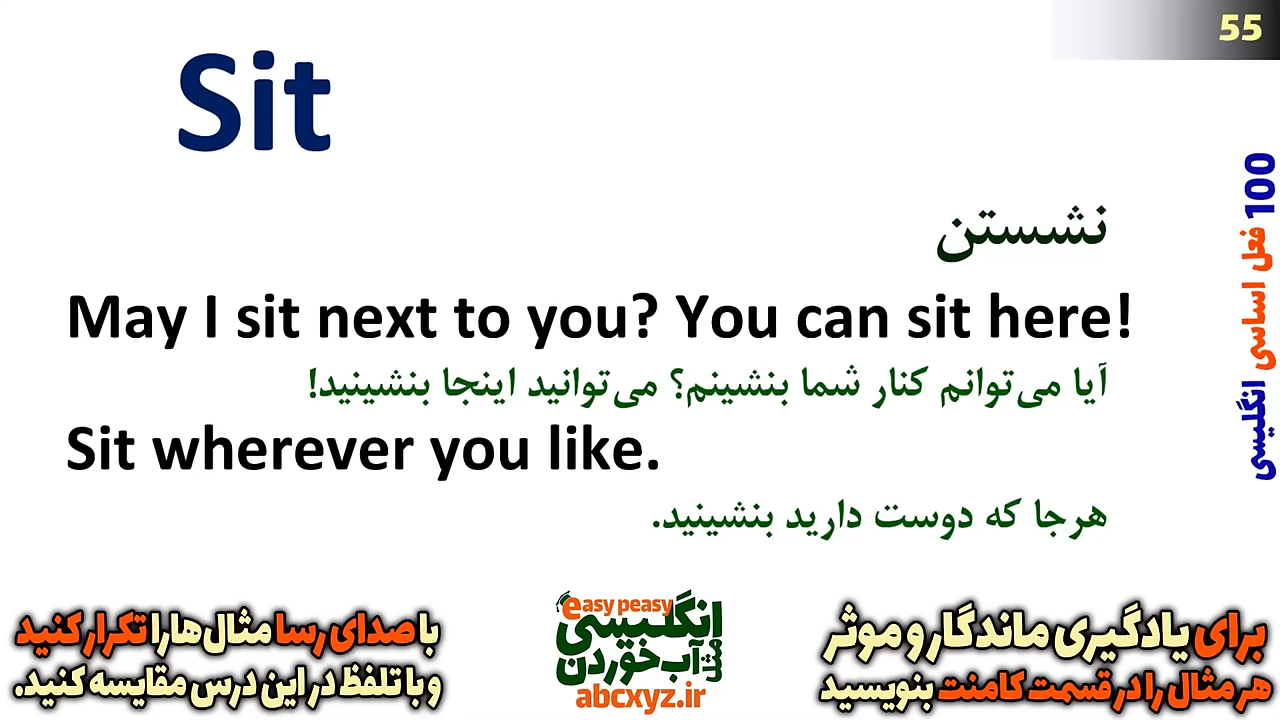 55
Sit
نشستن
May I sit next to you? You can sit here!
آیا می‌توانم کنار شما بنشینم؟ می‌توانید اینجا بنشینید!
Sit wherever you like.
هرجا که دوست دارید بنشینید.
100 فعل اساسی انگلیسی
برای یادگیری ماندگار و موثر
هر مثال را در قسمت کامنت بنویسید
easy peasy
انگلیسی
مثل آب خوردن
abcxyz.ir
با صدای رسا مثال‌ها را تکرار کنید
و با تلفظ در این درس مقایسه کنید.